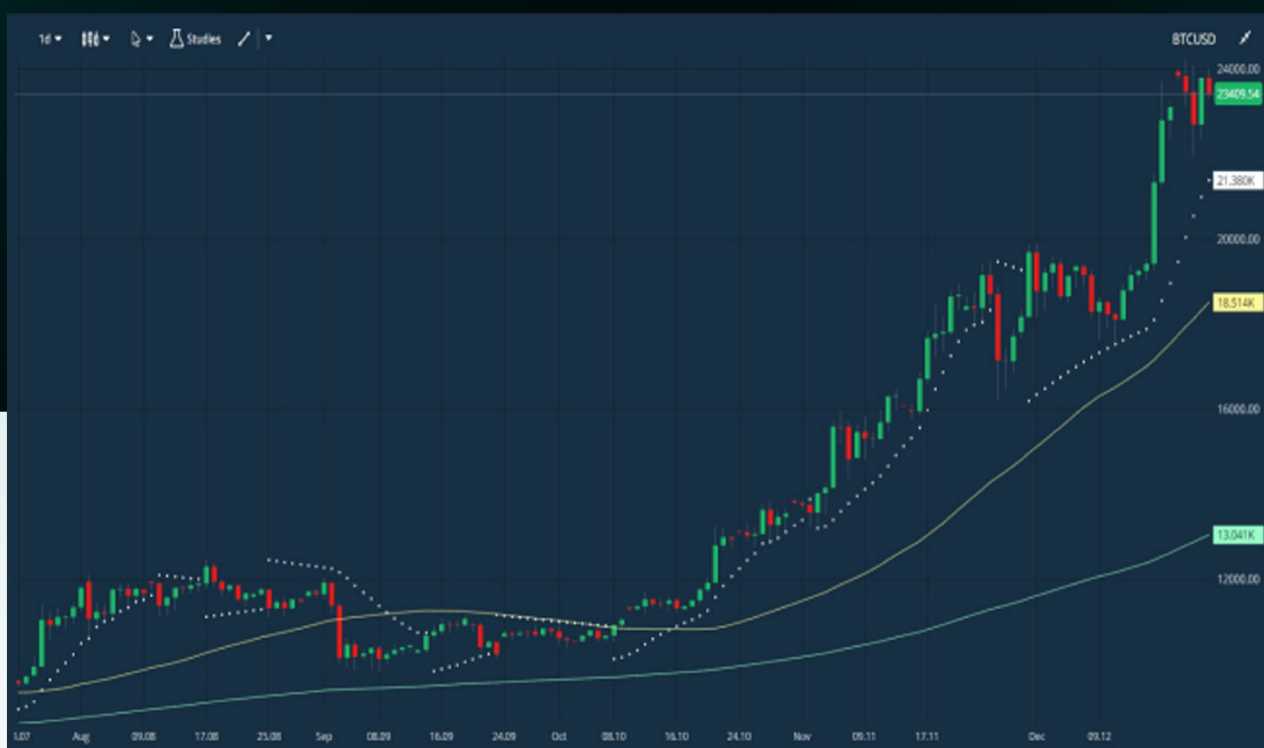 1d Studies BTCUSD
24000.00
23409.54
21.380K
20000.00
18.514K
16000.00
13.041K
12000.00
1.07 Aug 09.08 17.08 25.08 Sep 08.09 16.09 24.09 Oct 08.10 16.10 24.10 Nov 09.11 17.11 Dec 09.12